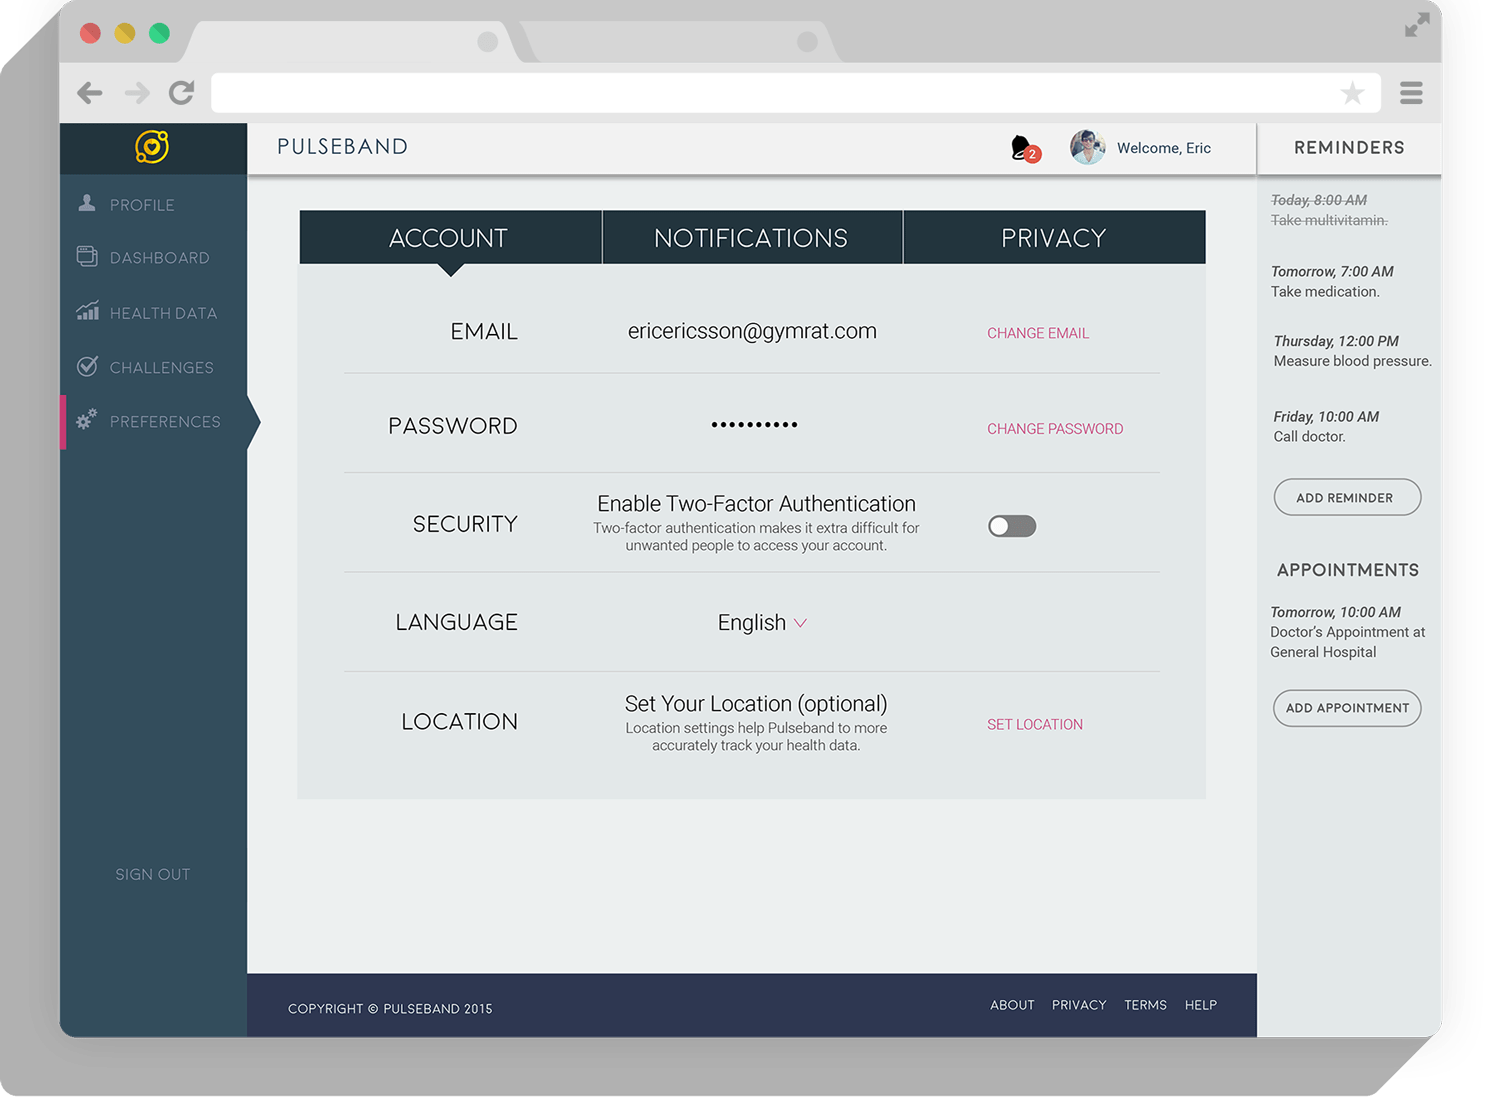 PULSEBAND
2
Welcome, Eric
REMINDERS
PROFILE
DASHBOARD
HEALTH DATA
CHALLENGES
PREFERENCES
SIGN OUT
ACCOUNT
NOTIFICATIONS
PRIVACY
EMAIL
ericericsson@gymrat.com
CHANGE EMAIL
PASSWORD
••••••••••
CHANGE PASSWORD
SECURITY
Enable Two-Factor Authentication
Two-factor authentication makes it extra difficult for
unwanted people to access your account.
LANGUAGE
English
LOCATION
Set Your Location (optional)
Location settings help Pulseband to more
accurately track your health data.
SET LOCATION
Today, 8:00 AM
Take multivitamin.
Tomorrow, 7:00 AM
Take medication.
Thursday, 12:00 PM
Measure blood pressure.
Friday, 10:00 AM
Call doctor.
ADD REMINDER
APPOINTMENTS
Tomorrow, 10:00 AM
Doctor's Appointment at
General Hospital
ADD APPOINTMENT
COPYRIGHT © PULSEBAND 2015
ABOUT
PRIVACY
TERMS
HELP